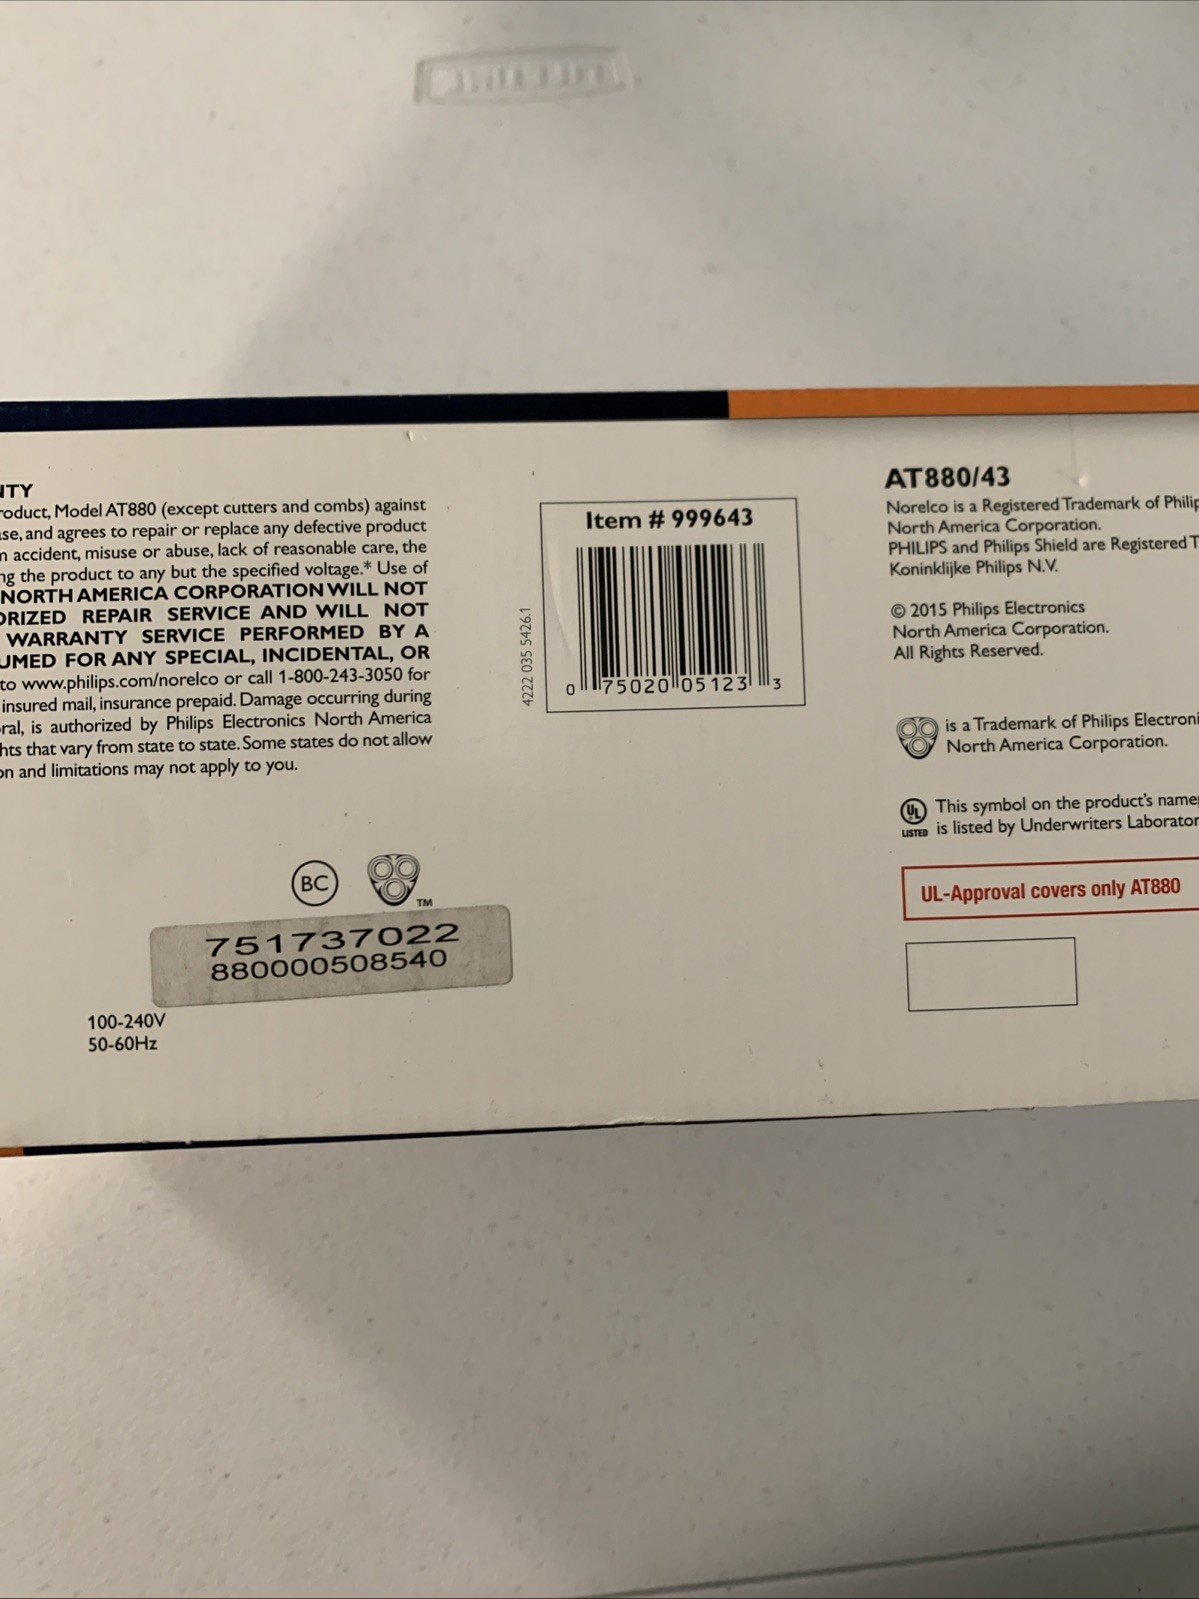 NTY
roduct, Model AT880 (except cutters and combs) against
se, and agrees to repair or replace any defective product
accident, misuse or abuse, lack of reasonable care, the
ng the product to any but the specified voltage.* Use of
NORTH AMERICA CORPORATION WILL NOT
ORIZED REPAIR SERVICE AND WILL NOT
WARRANTY SERVICE PERFORMED BY A
UMED FOR ANY SPECIAL, INCIDENTAL, OR
to www.philips.com/norelco or call 1-800-243-3050 for
insured mail, insurance prepaid. Damage occurring during
ral, is authorized by Philips Electronics North America
hts that vary from state to state. Some states do not allow
on and limitations may not apply to you.
BC
TM
751737022
880000508540
100-240V
50-60Hz
4222 035 5426.1
Item # 999643
0 75020 05123 3
AT880/43
Norelco is a Registered Trademark of Philip
North America Corporation.
PHILIPS and Philips Shield are Registered T
Koninklijke Philips N.V.
© 2015 Philips Electronics
North America Corporation.
All Rights Reserved.
is a Trademark of Philips Electroni
North America Corporation.
UL
LISTED
This symbol on the product's name
is listed by Underwriters Laborator
UL-Approval covers only AT880